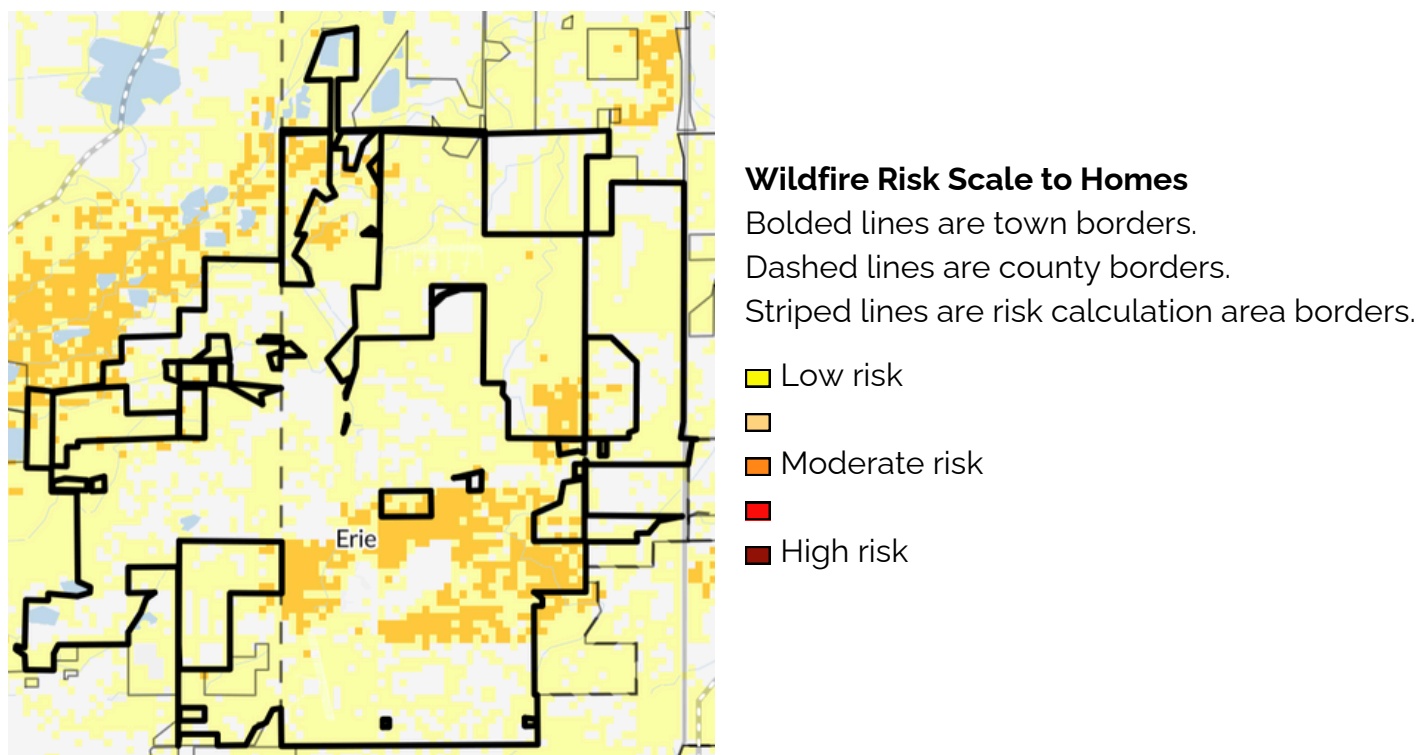 Wildfire Risk Scale to Homes
Bolded lines are town borders.
Dashed lines are county borders.
Striped lines are risk calculation area borders.
Low risk
Moderate risk
High risk
Erie